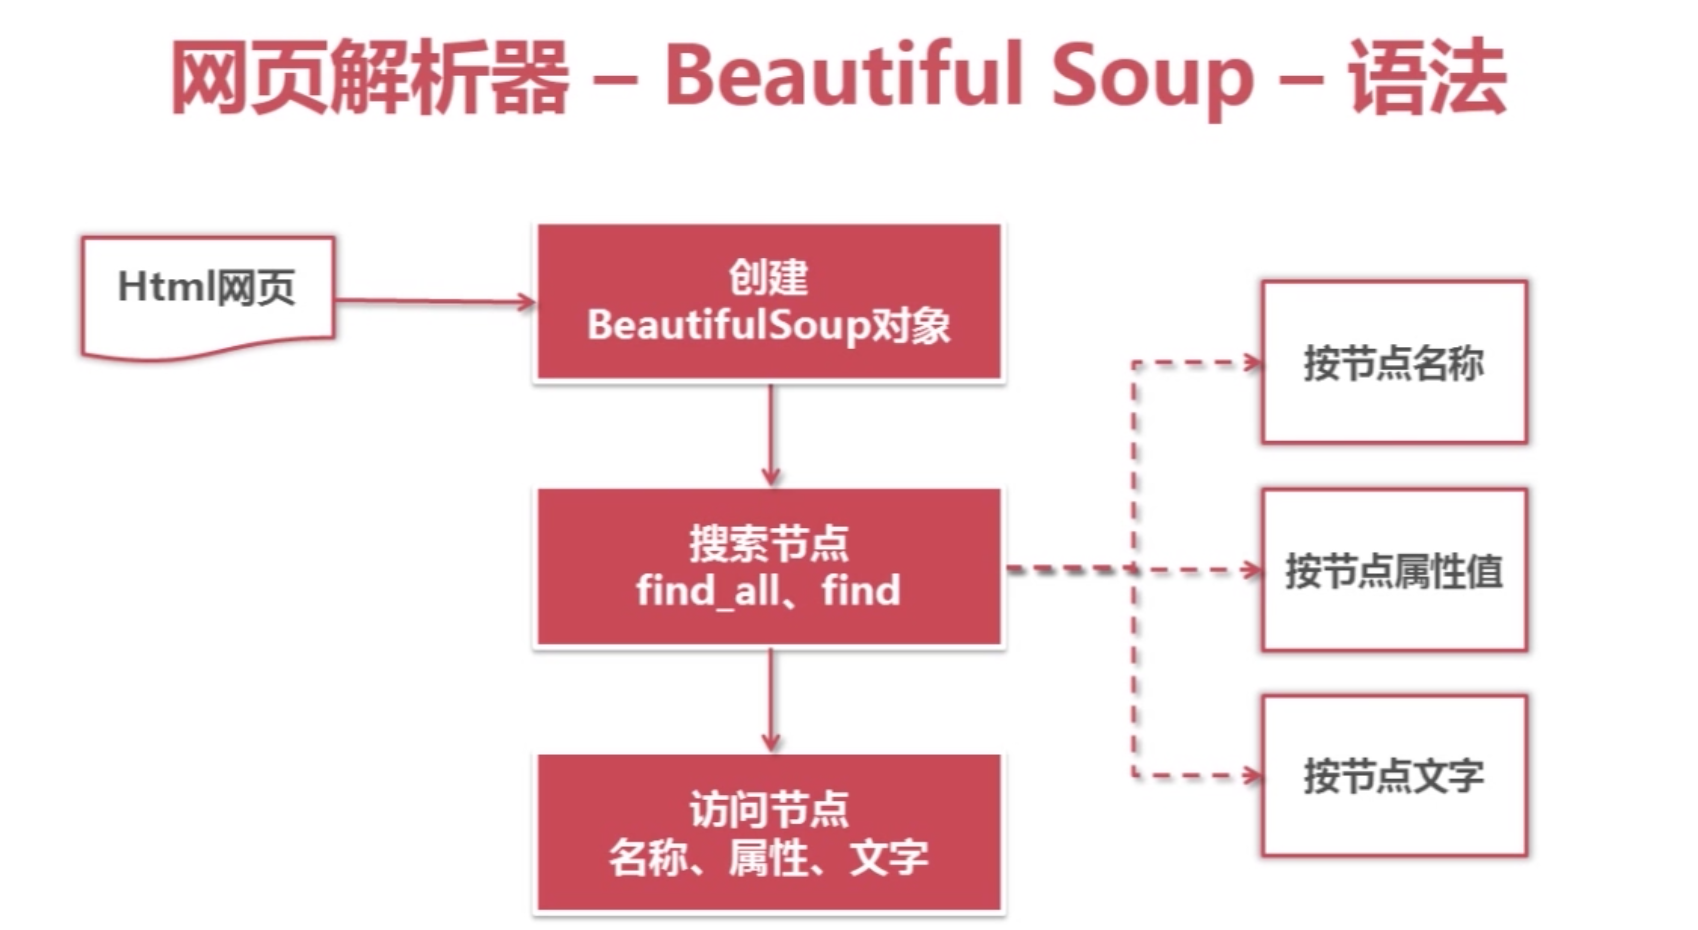 网页解析器 – Beautiful Soup – 语法
Html网页
创建
BeautifulSoup对象
搜索节点
find_all、find
访问节点
名称、属性、文字
按节点名称
按节点属性值
按节点文字